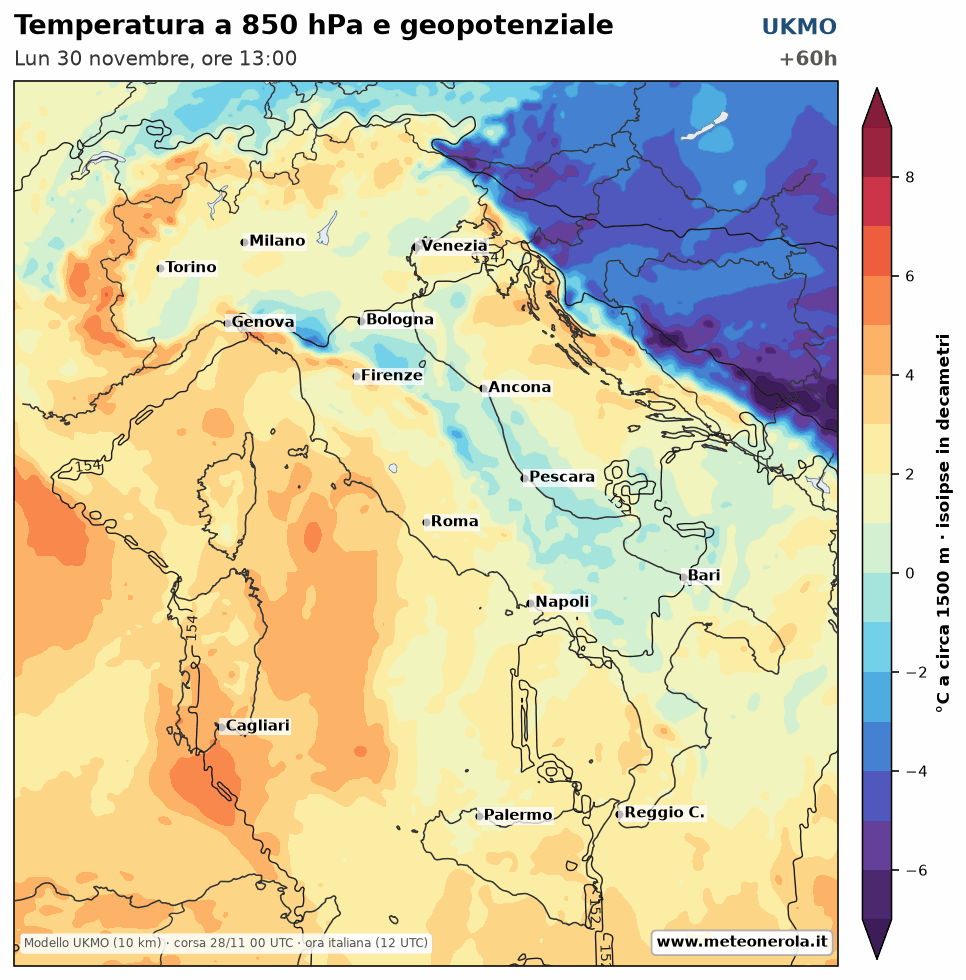 Temperatura a 850 hPa e geopotenziale
UKMO
Lun 30 novembre, ore 13:00
+60h
Milano
Venezia
154
Torino
Genova
Bologna
Firenze
Ancona
154
Pescara
Roma
Bari
Napoli
154
Cagliari
Palermo
Reggio C.
152
Modello UKMO (10 km) · corsa 28/11 00 UTC · ora italiana (12 UTC)
www.meteonerola.it
8
6
4
2
0
−2
−4
−6
°C a circa 1500 m · isoipse in decametri